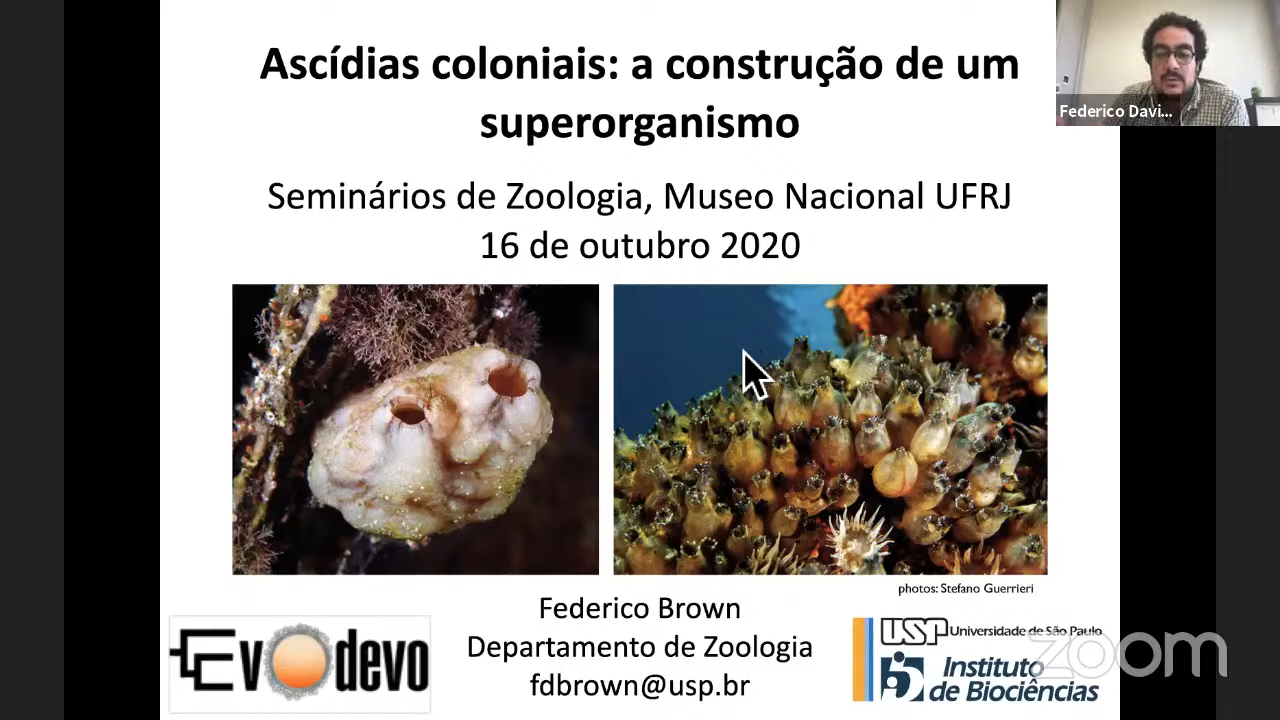 Ascídias coloniais: a construção de um
superorganismo
Federico Davi...
Seminários de Zoologia, Museo Nacional UFRJ
16 de outubro 2020
photos: Stefano Guerrieri
Federico Brown
Departamento de Zoologia
fdbrown@usp.br
Evodevo
USP Universidade de São Paulo
Instituto
de Biociências
zoom